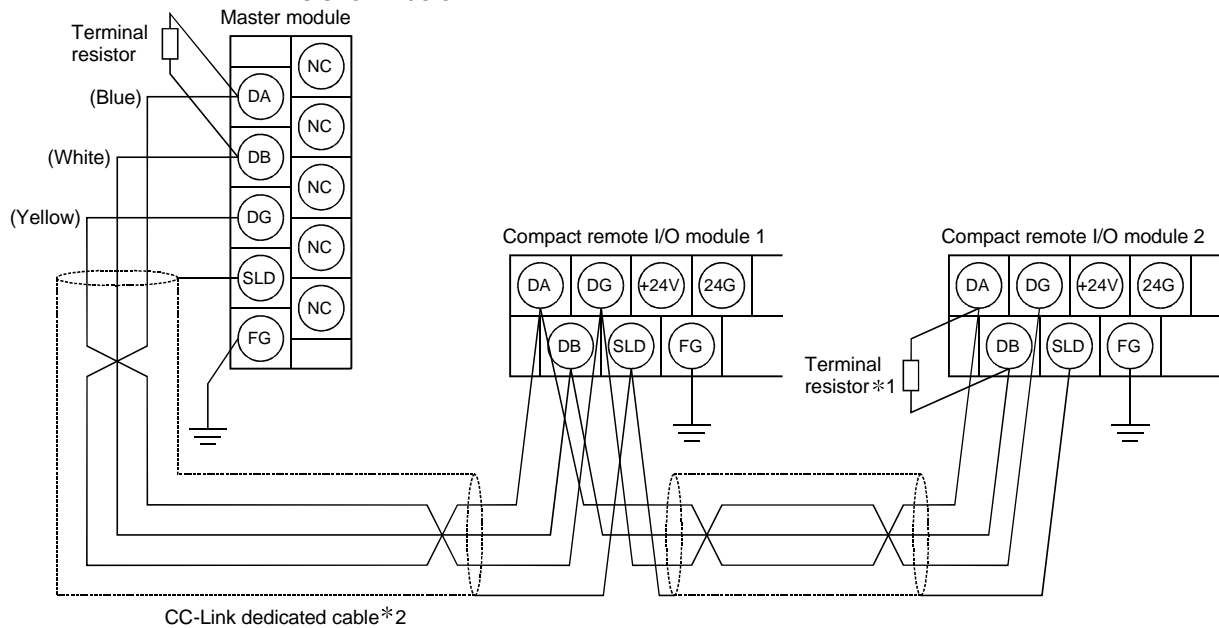 Master module
Terminal
resistor
NC
(Blue)
DA
NC
(White)
DB
NC
(Yellow)
DG
NC
SLD
NC
FG
Compact remote I/O module 1
DA DG +24V 24G
DB SLD FG
Compact remote I/O module 2
DA DG +24V 24G
DB SLD FG
Terminal
resistor*1
CC-Link dedicated cable*2